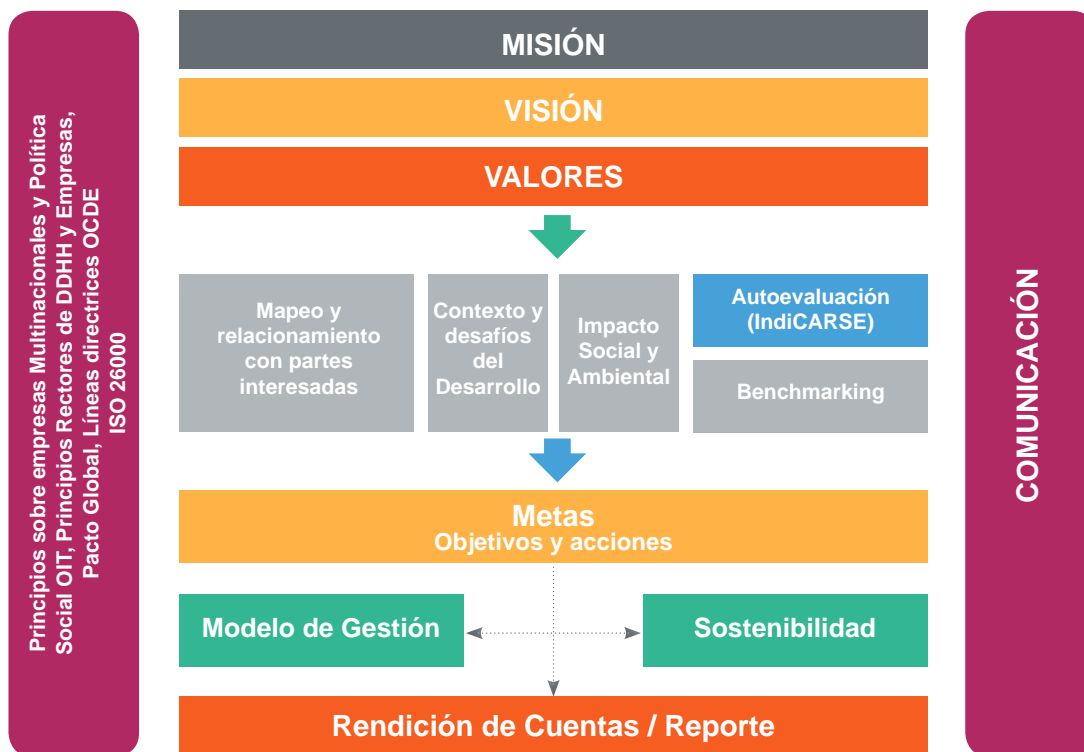 Principios sobre empresas Multinacionales y Política
Social OIT, Principios Rectores de DDHH y Empresas,
Pacto Global, Líneas directrices OCDE
ISO 26000
MISIÓN
VISIÓN
VALORES
Mapeo y
relacionamiento
con partes
interesadas
Contexto y
desafíos
del
Desarrollo
Impacto
Social y
Ambiental
Autoevaluación
(IndiCARSE)
Benchmarking
Metas
Objetivos y acciones
Modelo de Gestión
Sostenibilidad
Rendición de Cuentas / Reporte
COMUNICACIÓN